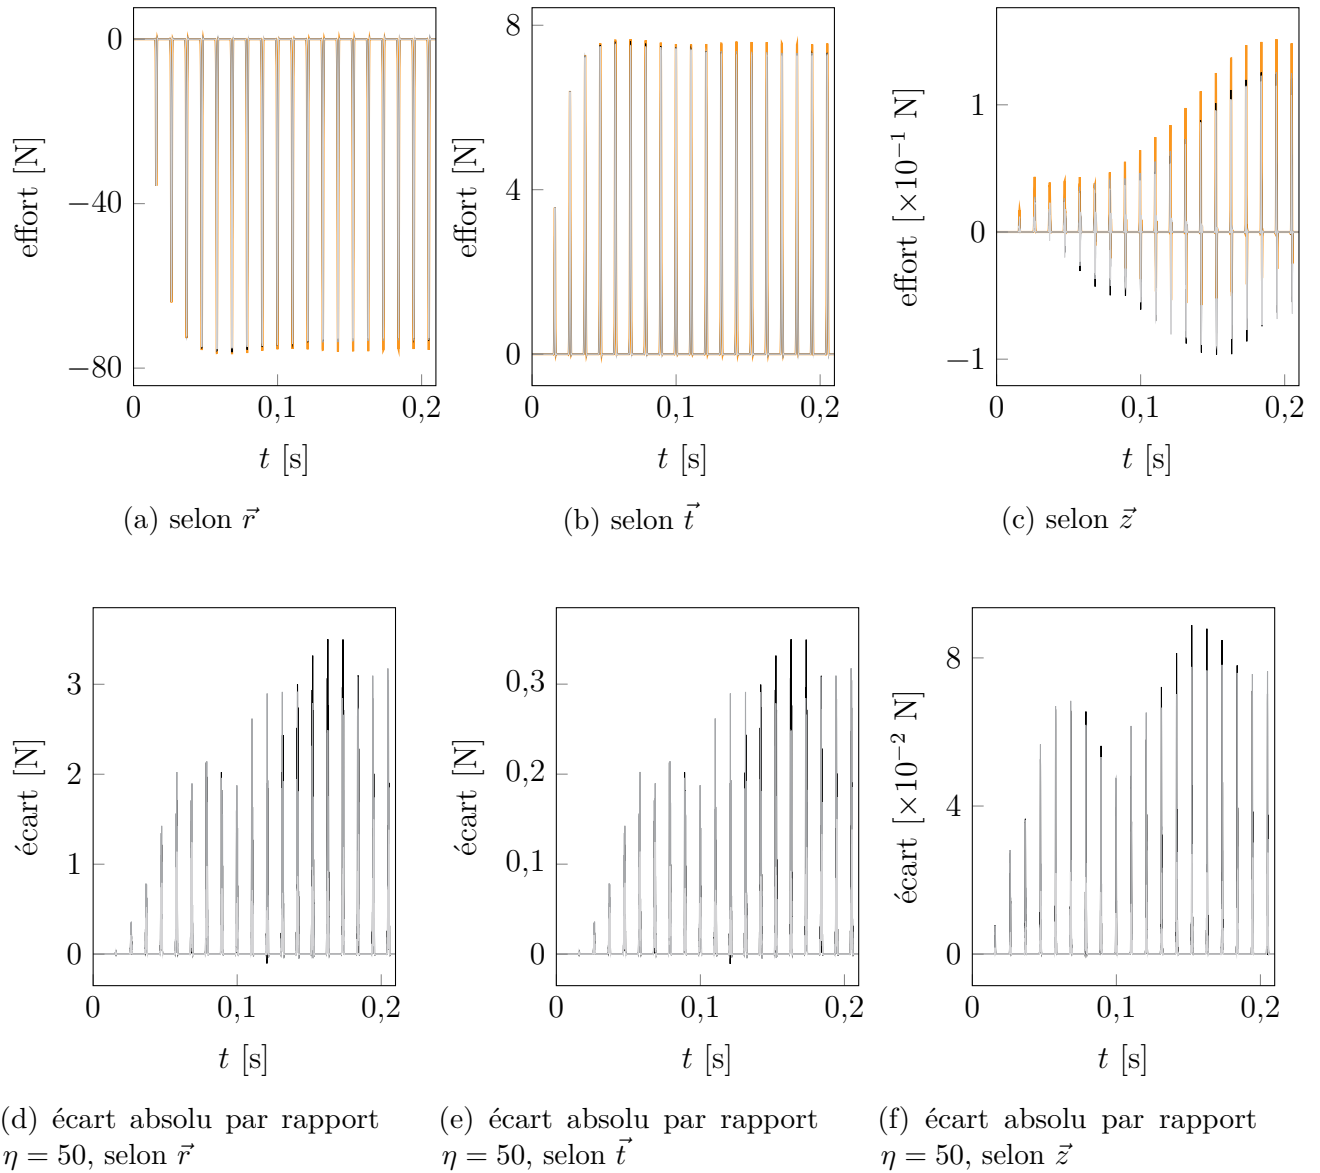 0
−40
−80
effort [N]
0
0,1
0,2
t [s]
(a) selon r⃗
8
4
0
effort [N]
0
0,1
0,2
t [s]
(b) selon t⃗
1
0
−1
effort [×10⁻¹ N]
0
0,1
0,2
t [s]
(c) selon z⃗
3
2
1
0
écart [N]
0
0,1
0,2
t [s]
(d) écart absolu par rapport
η = 50, selon r⃗
0,3
0,2
0,1
0
écart [N]
0
0,1
0,2
t [s]
(e) écart absolu par rapport
η = 50, selon t⃗
8
4
0
écart [×10⁻² N]
0
0,1
0,2
t [s]
(f) écart absolu par rapport
η = 50, selon z⃗